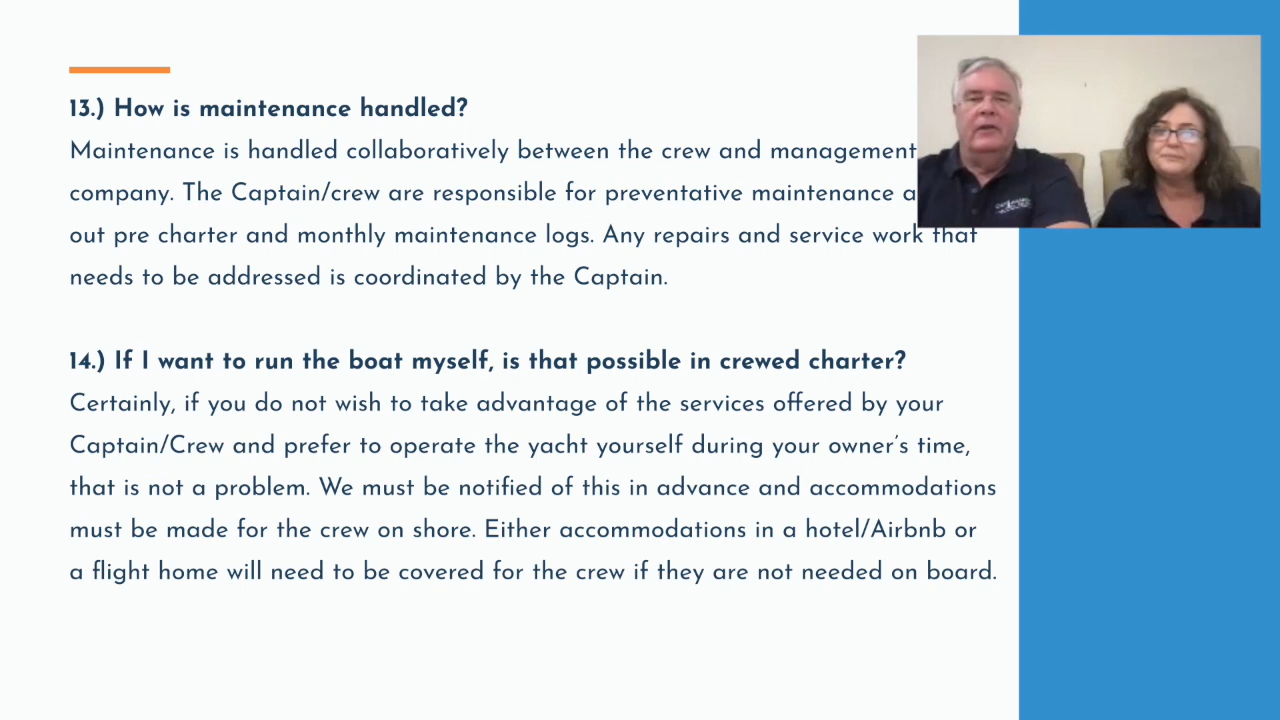 13.) How is maintenance handled?
Maintenance is handled collaboratively between the crew and management
company. The Captain/crew are responsible for preventative maintenance
out pre charter and monthly maintenance logs. Any repairs and service work that
needs to be addressed is coordinated by the Captain.
14.) If I want to run the boat myself, is that possible in crewed charter?
Certainly, if you do not wish to take advantage of the services offered by your
Captain/Crew and prefer to operate the yacht yourself during your owner's time,
that is not a problem. We must be notified of this in advance and accommodations
must be made for the crew on shore. Either accommodations in a hotel/Airbnb or
a flight home will need to be covered for the crew if they are not needed on board.